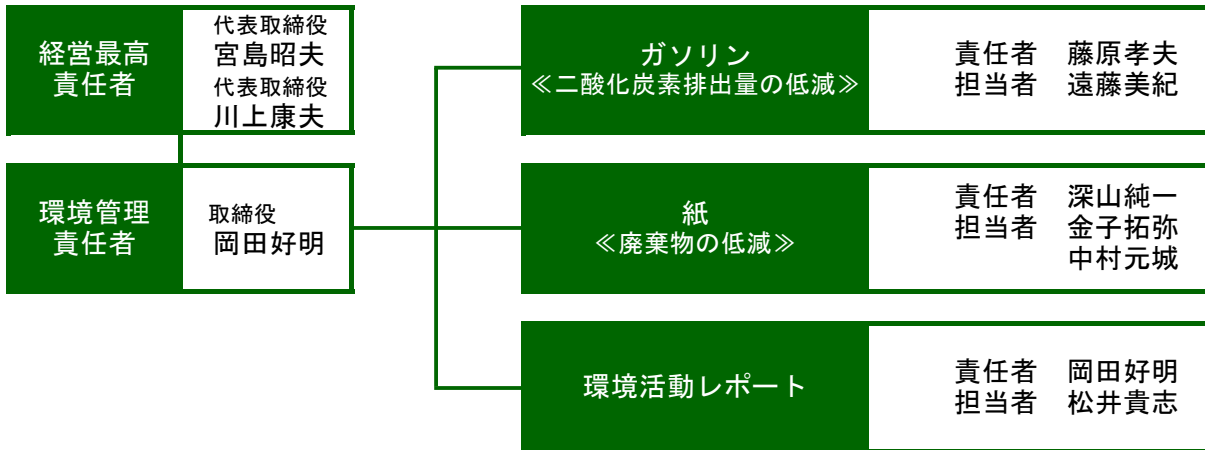 経営最高
責任者
代表取締役
宮島昭夫
代表取締役
川上康夫
環境管理
責任者
取締役
岡田好明
ガソリン
≪二酸化炭素排出量の低減≫
責任者　藤原孝夫
担当者　遠藤美紀
紙
≪廃棄物の低減≫
責任者　深山純一
担当者　金子拓弥
中村元城
環境活動レポート
責任者　岡田好明
担当者　松井貴志